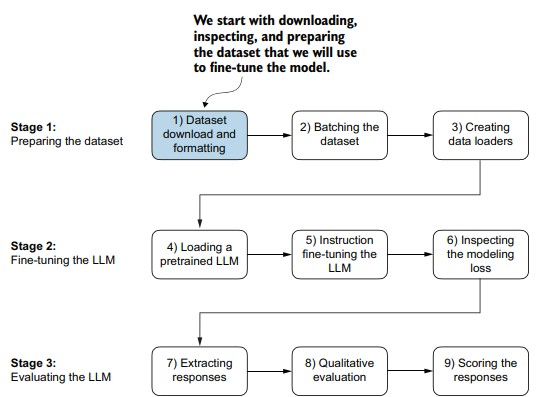 We start with downloading,
inspecting, and preparing
the dataset that we will use
to fine-tune the model.
Stage 1:
Preparing the dataset
1) Dataset
download and
formatting
2) Batching the
dataset
3) Creating
data loaders
Stage 2:
Fine-tuning the LLM
4) Loading a
pretrained LLM
5) Instruction
fine-tuning the
LLM
6) Inspecting
the modeling
loss
Stage 3:
Evaluating the LLM
7) Extracting
responses
8) Qualitative
evaluation
9) Scoring the
responses